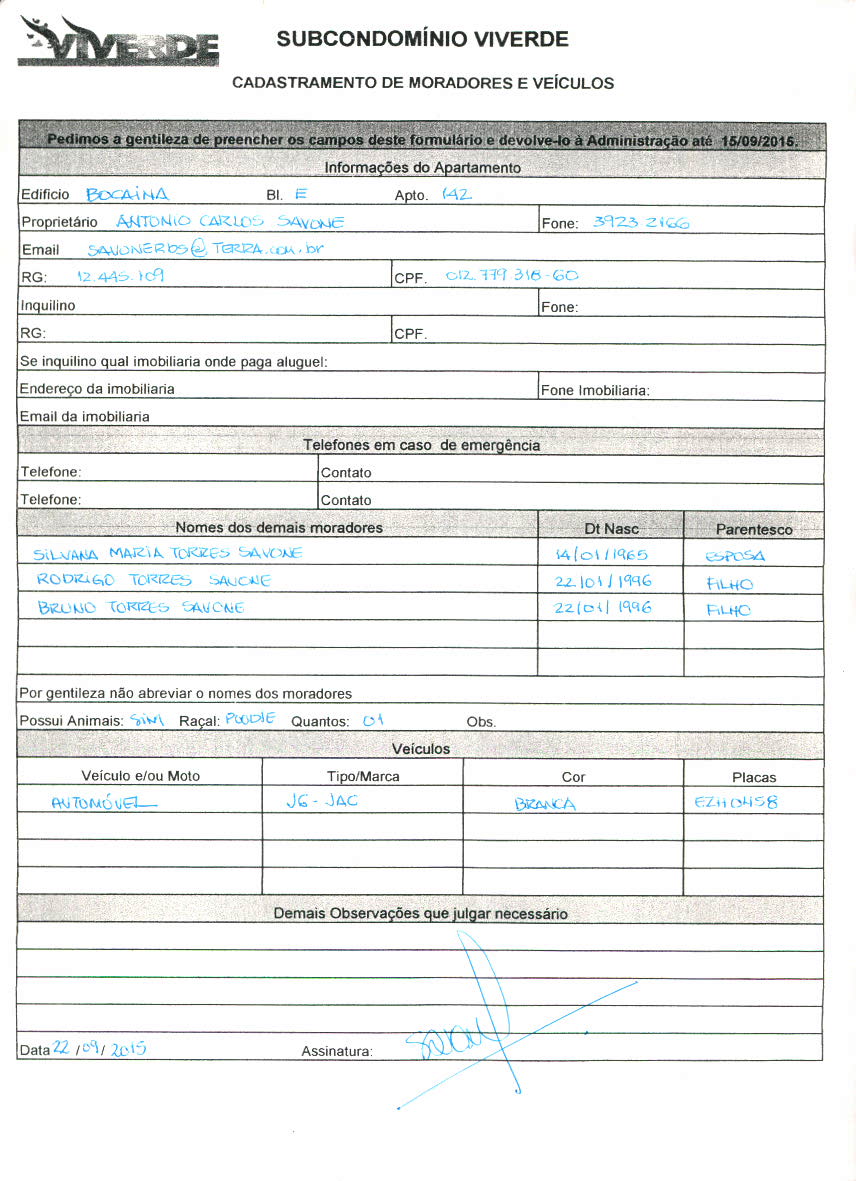 VIVERDE
SUBCONDOMÍNIO VIVERDE
CADASTRAMENTO DE MORADORES E VEÍCULOS
Pedimos a gentileza de preencher os campos deste formulário e devolve-lo à Administração até 15/09/2015.
Informações do Apartamento
Edificio BOCAINA Bl. E Apto. 142
Proprietário ANTONIO CARLOS SAVONE Fone: 3923 2166
Email SAVONERBS@TERRA.com.br
RG: 12.445.109 CPF. 012.779 318-60
Inquilino Fone:
RG: CPF.
Se inquilino qual imobiliaria onde paga aluguel:
Endereço da imobiliaria Fone Imobiliaria:
Email da imobiliaria
Telefones em caso de emergência
Telefone: Contato
Telefone: Contato
Nomes dos demais moradores Dt Nasc Parentesco
SILVANA MARIA TORRES SAVONE 14/01/1965 ESPOSA
RODRIGO TORRES SAVONE 22/01/1996 FILHO
BRUNO TORRES SAVONE 22/01/1996 FILHO
Por gentileza não abreviar o nomes dos moradores
Possui Animais: SIM Raçal: POODLE Quantos: 01 Obs.
Veículos
Veículo e/ou Moto Tipo/Marca Cor Placas
AUTOMÓVEL J6 - JAC BRANCA EZH0458
Demais Observações que julgar necessário
Data 22 / 09 / 2015 Assinatura: